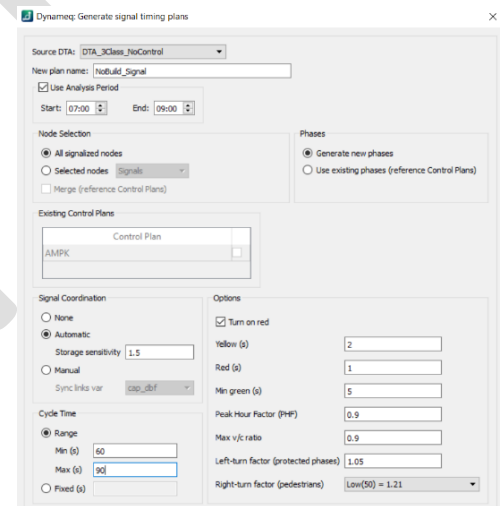 Dynameq: Generate signal timing plans
Source DTA: DTA_3Class_NoControl
New plan name: NoBuild_Signal
Use Analysis Period
Start: 07:00 End: 09:00
Node Selection
All signalized nodes
Selected nodes Signals
Merge (reference Control Plans)
Phases
Generate new phases
Use existing phases (reference Control Plans)
Existing Control Plans
Control Plan
AMPK
Signal Coordination
None
Automatic
Storage sensitivity 1.5
Manual
Sync links var cap_dbf
Cycle Time
Range
Min (s) 60
Max (s) 90
Fixed (s)
Options
Turn on red
Yellow (s) 2
Red (s) 1
Min green (s) 5
Peak Hour Factor (PHF) 0.9
Max v/c ratio 0.9
Left-turn factor (protected phases) 1.05
Right-turn factor (pedestrians) Low(50) = 1.21